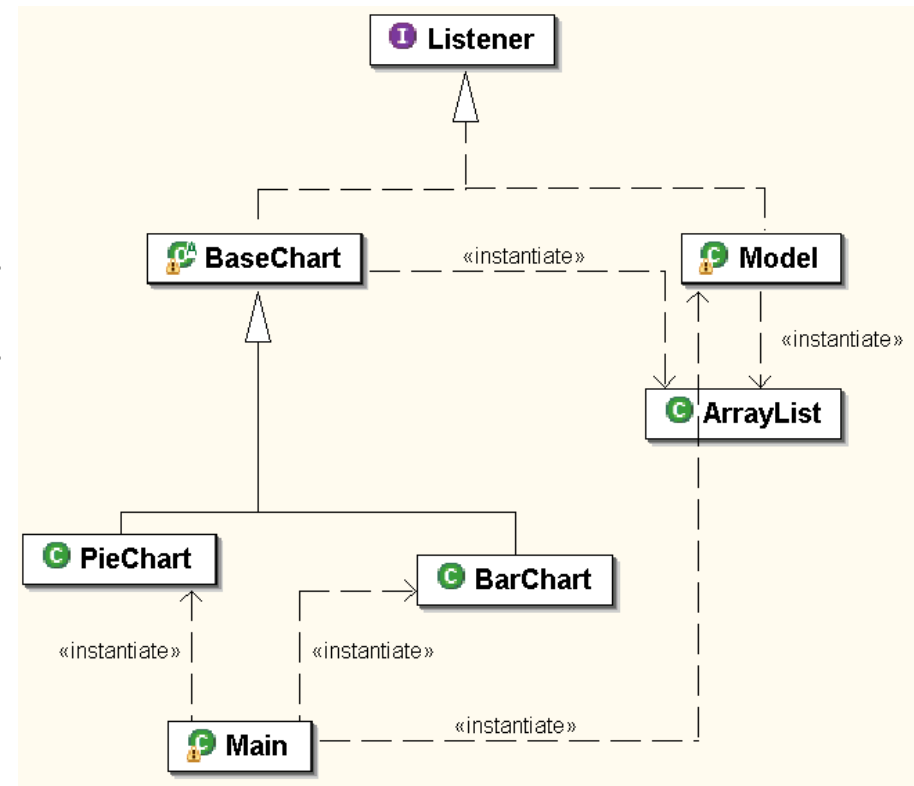 I Listener
C BaseChart
«instantiate»
C Model
«instantiate»
C ArrayList
C PieChart
C BarChart
«instantiate»
«instantiate»
C Main
«instantiate»